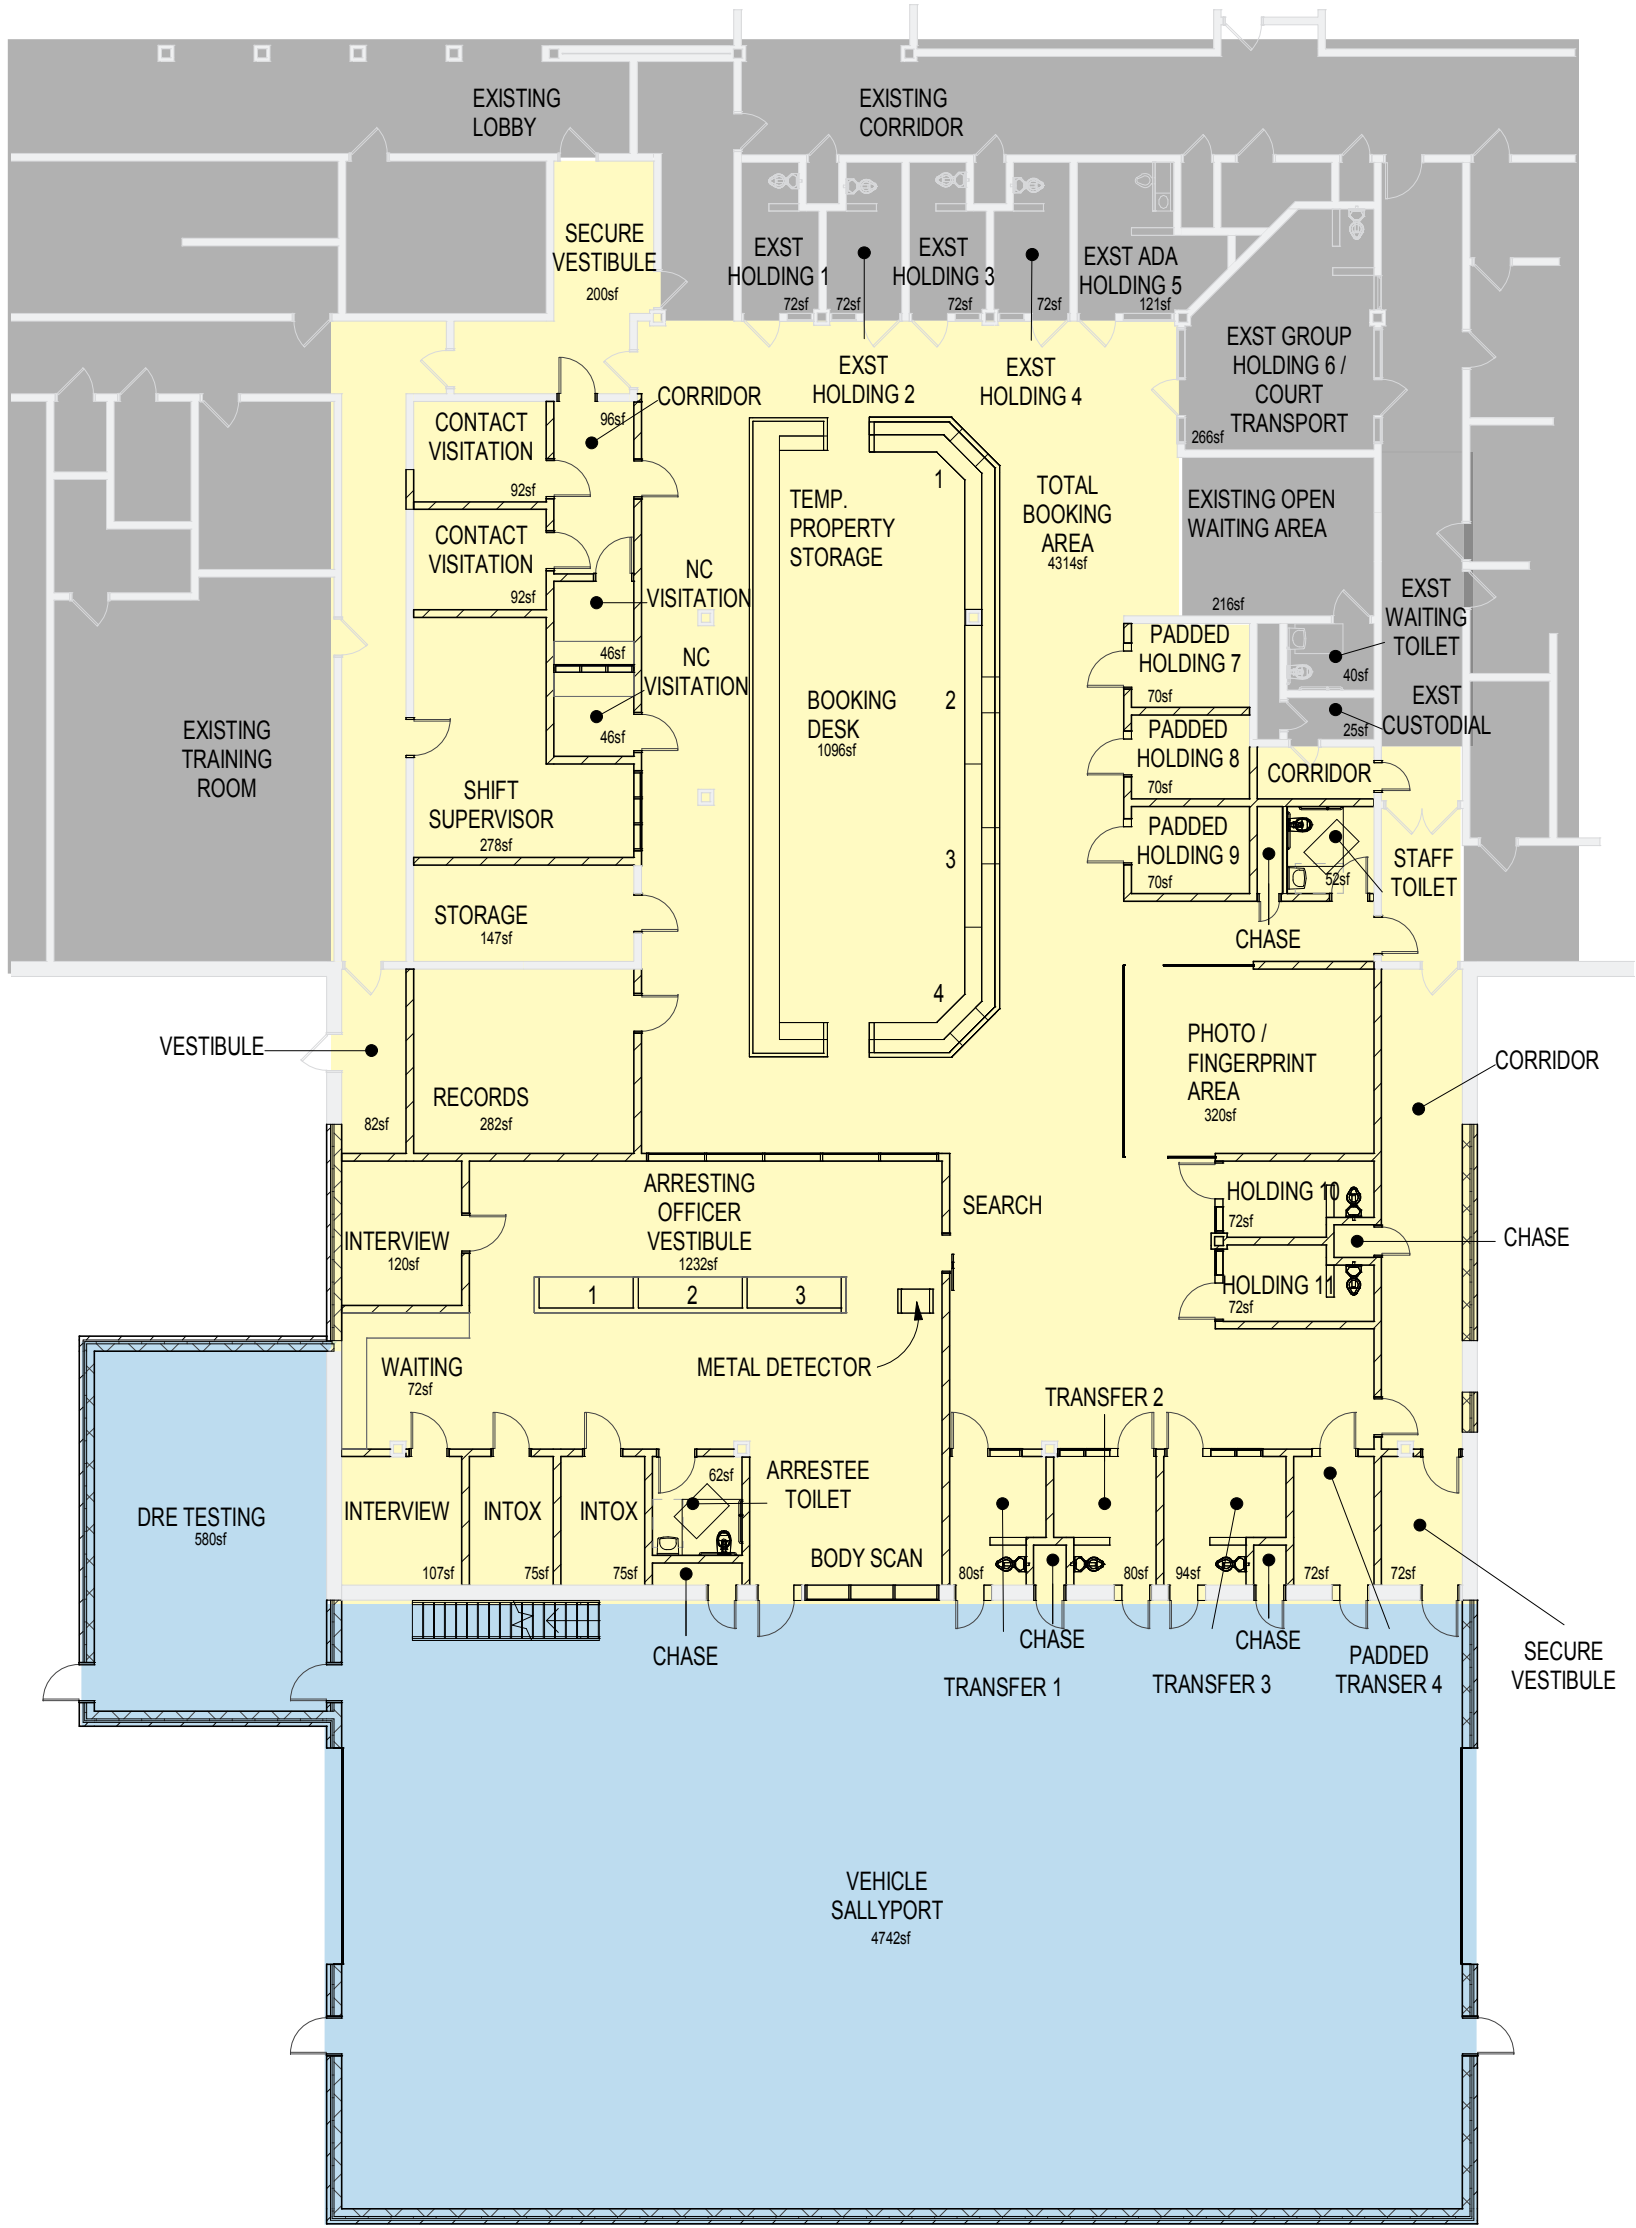 EXISTING
LOBBY
EXISTING
CORRIDOR
SECURE
VESTIBULE
200sf
EXST
HOLDING 1
72sf
72sf
EXST
HOLDING 3
72sf
72sf
EXST ADA
HOLDING 5
121sf
EXST
HOLDING 2
EXST
HOLDING 4
EXST GROUP
HOLDING 6 /
COURT
TRANSPORT
266sf
CORRIDOR
96sf
CONTACT
VISITATION
92sf
CONTACT
VISITATION
92sf
NC
VISITATION
46sf
NC
VISITATION
46sf
TEMP.
PROPERTY
STORAGE
1
2
3
4
BOOKING
DESK
1096sf
TOTAL
BOOKING
AREA
4314sf
EXISTING OPEN
WAITING AREA
216sf
EXST
WAITING
TOILET
40sf
EXST
CUSTODIAL
25sf
PADDED
HOLDING 7
70sf
PADDED
HOLDING 8
70sf
PADDED
HOLDING 9
70sf
CORRIDOR
STAFF
TOILET
52sf
CHASE
EXISTING
TRAINING
ROOM
SHIFT
SUPERVISOR
278sf
STORAGE
147sf
VESTIBULE
82sf
RECORDS
282sf
PHOTO /
FINGERPRINT
AREA
320sf
CORRIDOR
ARRESTING
OFFICER
VESTIBULE
1232sf
1
2
3
SEARCH
HOLDING 10
72sf
CHASE
HOLDING 11
72sf
INTERVIEW
120sf
WAITING
72sf
METAL DETECTOR
TRANSFER 2
DRE TESTING
580sf
INTERVIEW
107sf
INTOX
75sf
INTOX
75sf
62sf
ARRESTEE
TOILET
BODY SCAN
80sf
80sf
94sf
72sf
72sf
CHASE
TRANSFER 1
CHASE
TRANSFER 3
CHASE
PADDED
TRANSER 4
SECURE
VESTIBULE
VEHICLE
SALLYPORT
4742sf